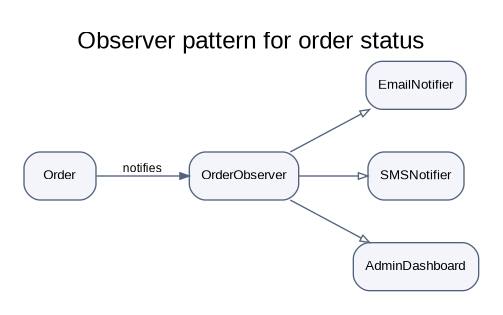 Observer pattern for order status
EmailNotifier
Order
notifies
OrderObserver
SMSNotifier
AdminDashboard